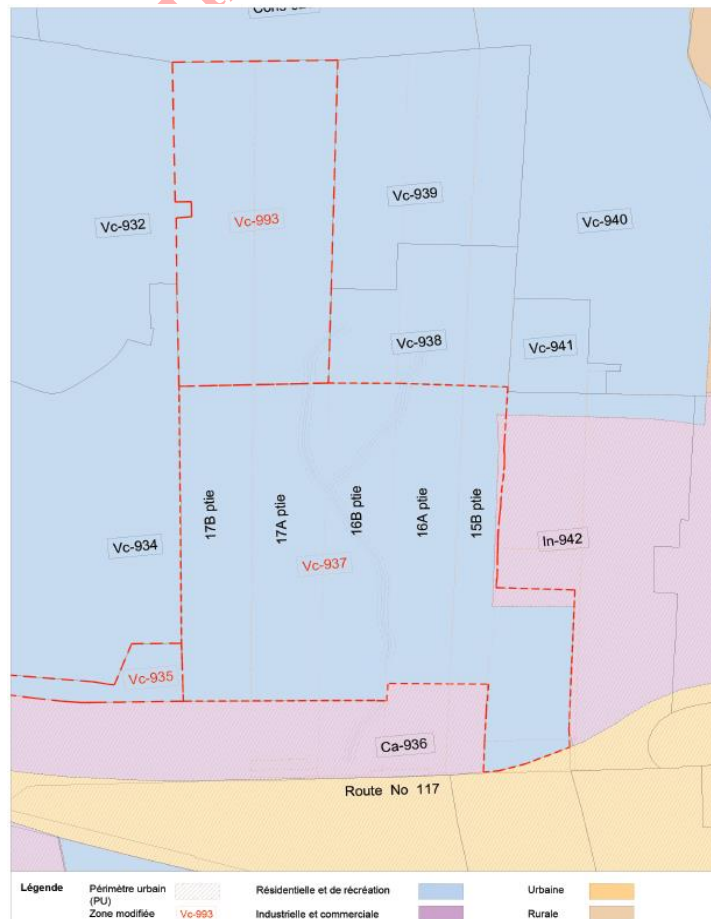 Vc-939
Vc-932
Vc-993
Vc-940
Vc-938
Vc-941
17B ptie
17A ptie
16B ptie
16A ptie
15B ptie
Vc-934
In-942
Vc-937
Vc-935
Ca-936
Route No 117
Légende
Périmètre urbain (PU)
Résidentielle et de récréation
Urbaine
Zone modifiée
Vc-993
Industrielle et commerciale
Rurale